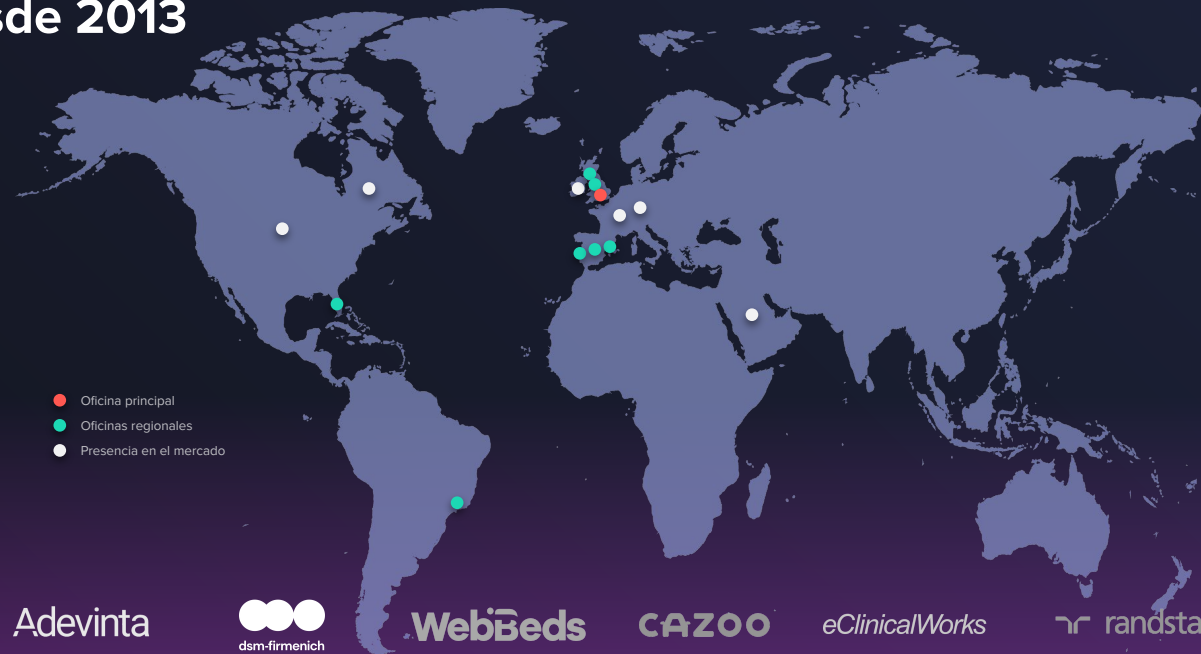 sde 2013
Oficina principal
Oficinas regionales
Presencia en el mercado
Adevinta
dsm-firmenich
WebBeds
CAZOO
eClinicalWorks
randsta